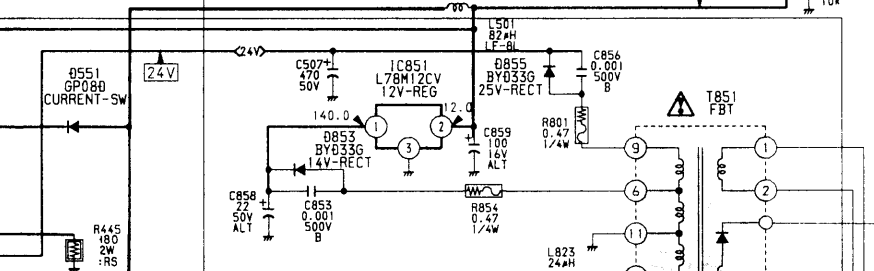 10k
L501
82μH
LF-8L
24V
C507
470
50V
+
IC851
L78M12CV
12V-REG
D855
BYD33G
25V-RECT
C856
0.001
500V
B
D551
GP08D
CURRENT-SW
24V
140.0
12.0
1
2
3
R801
0.47
1/4W
T851
FBT
D853
BYD33G
14V-RECT
+
C859
100
16V
ALT
9
1
6
2
11
C858
22
50V
ALT
+
C853
0.001
500V
B
R854
0.47
1/4W
R445
180
2W
:RS
L823
24μH